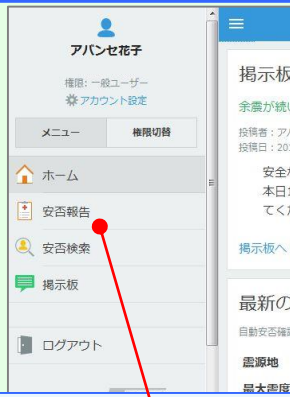 アバンセ花子
権限: 一般ユーザー
アカウント設定
メニュー 権限切替
ホーム
安否報告
安否検索
掲示板
ログアウト
掲示板
余震が続い
投稿者：アバ
投稿日：201
安全な
本日1
てくだ
掲示板へ
最新の
自動安否確認
震源地
最大震度